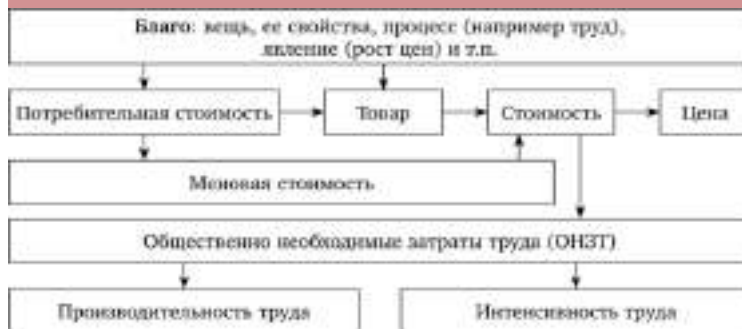 Благо: вещь, ее свойства, процесс (например труд),
явление (рост цен) и т.п.
Потребительная стоимость
Товар
Стоимость
Цена
Меновая стоимость
Общественно необходимые затраты труда (ОНЗТ)
Производительность труда
Интенсивность труда